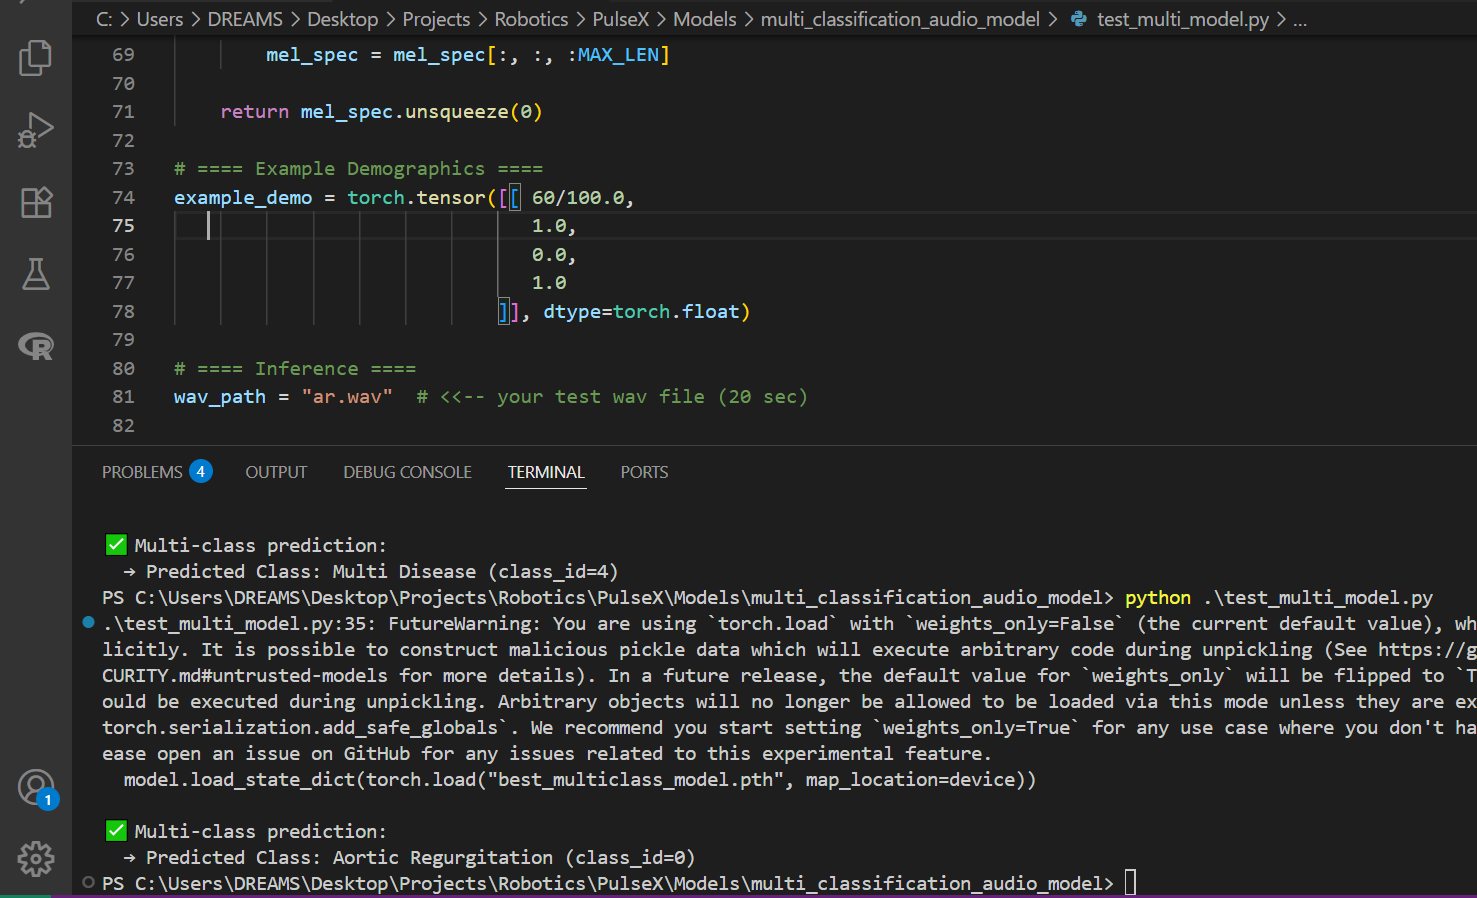 C: > Users > DREAMS > Desktop > Projects > Robotics > PulseX > Models > multi_classification_audio_model > test_multi_model.py > ...
69 mel_spec = mel_spec[:, :, :MAX_LEN]
70
71 return mel_spec.unsqueeze(0)
72
73 # ==== Example Demographics ====
74 example_demo = torch.tensor([[ 60/100.0,
75 1.0,
76 0.0,
77 1.0
78 ]], dtype=torch.float)
79
80 # ==== Inference ====
81 wav_path = "ar.wav" # <<-- your test wav file (20 sec)
82
PROBLEMS 4 OUTPUT DEBUG CONSOLE TERMINAL PORTS
✅ Multi-class prediction:
→ Predicted Class: Multi Disease (class_id=4)
PS C:\Users\DREAMS\Desktop\Projects\Robotics\PulseX\Models\multi_classification_audio_model> python .\test_multi_model.py
.\test_multi_model.py:35: FutureWarning: You are using `torch.load` with `weights_only=False` (the current default value), wh
licitly. It is possible to construct malicious pickle data which will execute arbitrary code during unpickling (See https://g
CURITY.md#untrusted-models for more details). In a future release, the default value for `weights_only` will be flipped to `T
ould be executed during unpickling. Arbitrary objects will no longer be allowed to be loaded via this mode unless they are ex
torch.serialization.add_safe_globals`. We recommend you start setting `weights_only=True` for any use case where you don't ha
ease open an issue on GitHub for any issues related to this experimental feature.
model.load_state_dict(torch.load("best_multiclass_model.pth", map_location=device))
✅ Multi-class prediction:
→ Predicted Class: Aortic Regurgitation (class_id=0)
PS C:\Users\DREAMS\Desktop\Projects\Robotics\PulseX\Models\multi_classification_audio_model>
R
1